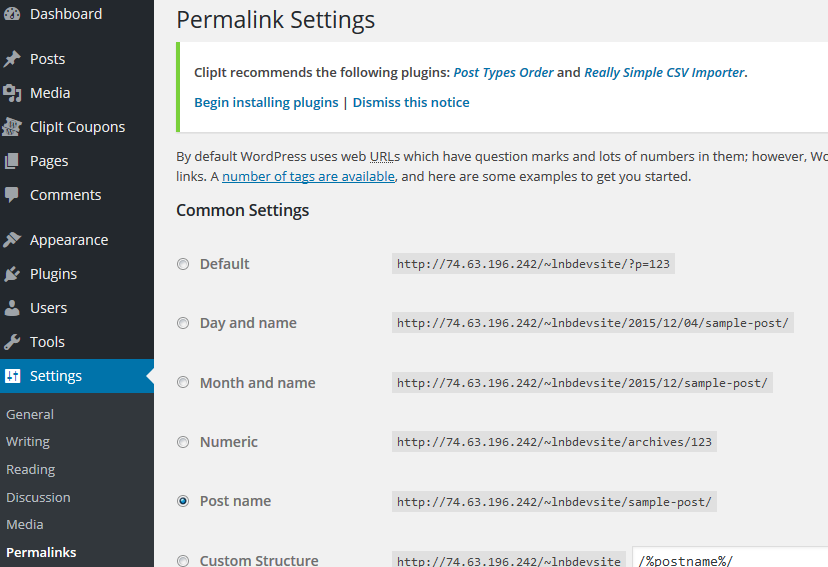 Dashboard
Posts
Media
ClipIt Coupons
Pages
Comments
Appearance
Plugins
Users
Tools
Settings
General
Writing
Reading
Discussion
Media
Permalinks
Permalink Settings
ClipIt recommends the following plugins: Post Types Order and Really Simple CSV Importer.
Begin installing plugins | Dismiss this notice
By default WordPress uses web URLs which have question marks and lots of numbers in them; however, Wo
links. A number of tags are available, and here are some examples to get you started.
Common Settings
Default http://74.63.196.242/~lnbdevsite/?p=123
Day and name http://74.63.196.242/~lnbdevsite/2015/12/04/sample-post/
Month and name http://74.63.196.242/~lnbdevsite/2015/12/sample-post/
Numeric http://74.63.196.242/~lnbdevsite/archives/123
Post name http://74.63.196.242/~lnbdevsite/sample-post/
Custom Structure http://74.63.196.242/~lnbdevsite /%postname%/